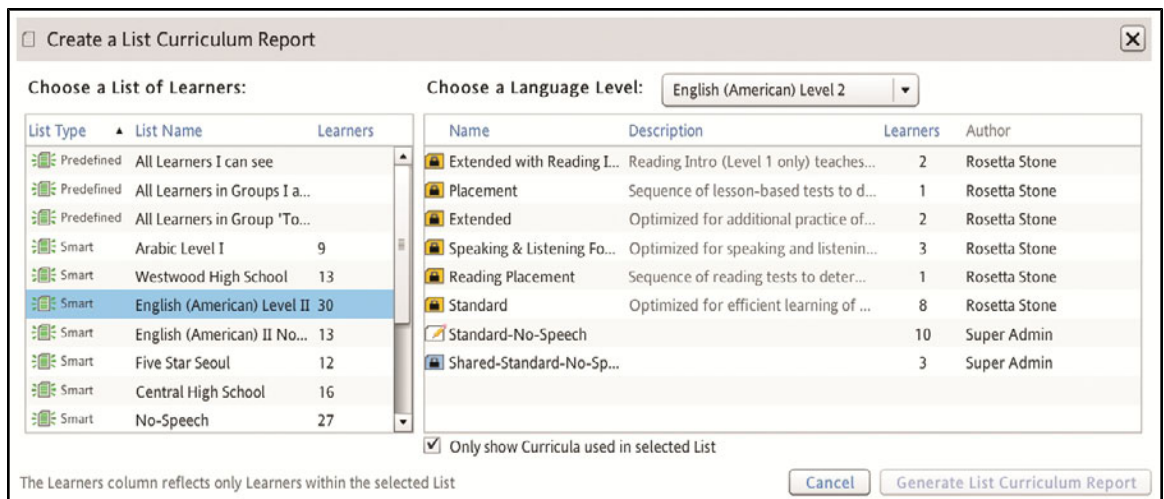 Create a List Curriculum Report
Choose a List of Learners:
Choose a Language Level: English (American) Level 2
List Type List Name Learners
Predefined All Learners I can see
Predefined All Learners in Groups I a...
Predefined All Learners in Group 'To...
Smart Arabic Level I 9
Smart Westwood High School 13
Smart English (American) Level II 30
Smart English (American) II No... 13
Smart Five Star Seoul 12
Smart Central High School 16
Smart No-Speech 27
Name Description Learners Author
Extended with Reading I... Reading Intro (Level 1 only) teaches... 2 Rosetta Stone
Placement Sequence of lesson-based tests to d... 1 Rosetta Stone
Extended Optimized for additional practice of... 2 Rosetta Stone
Speaking & Listening Fo... Optimized for speaking and listenin... 3 Rosetta Stone
Reading Placement Sequence of reading tests to deter... 1 Rosetta Stone
Standard Optimized for efficient learning of ... 8 Rosetta Stone
Standard-No-Speech 10 Super Admin
Shared-Standard-No-Sp... 3 Super Admin
Only show Curricula used in selected List
The Learners column reflects only Learners within the selected List
Cancel Generate List Curriculum Report